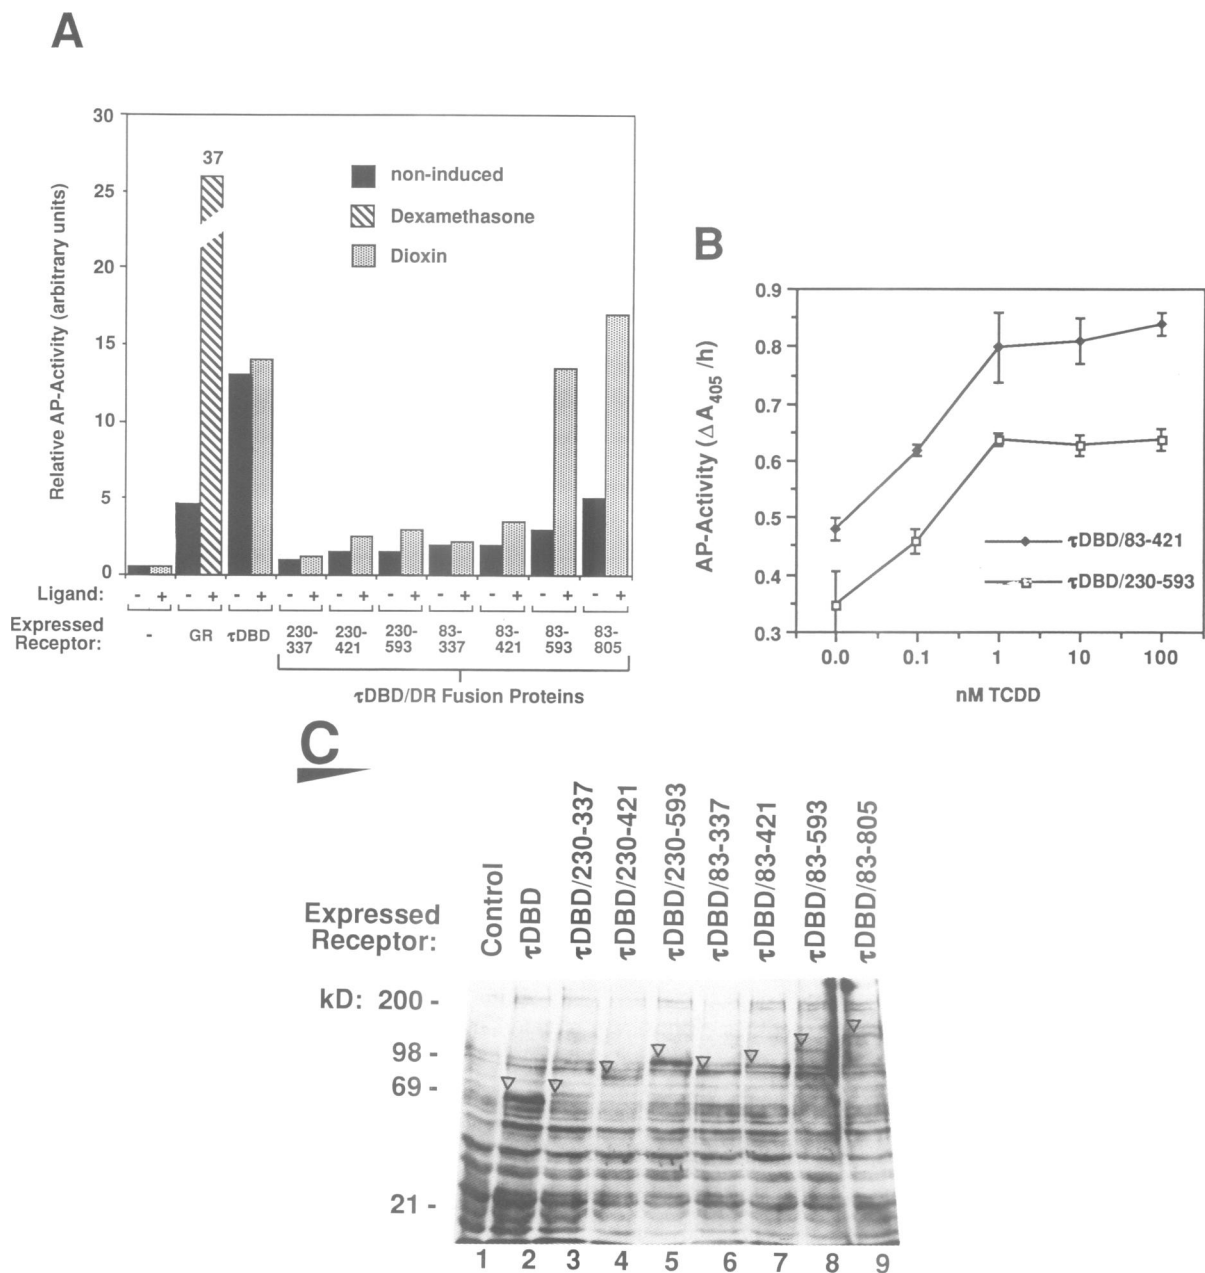 A
30
25
20
15
10
5
0
Relative AP-Activity (arbitrary units)
37
non-induced
Dexamethasone
Dioxin
Ligand: - + - + - + - + - + - + - + - + - + - +
Expressed
Receptor:
-
GR
τDBD
230-
337
230-
421
230-
593
83-
337
83-
421
83-
593
83-
805
τDBD/DR Fusion Proteins
B
0.9
0.8
0.7
0.6
0.5
0.4
0.3
AP-Activity (Δ A405 /h)
τDBD/83-421
τDBD/230-593
0.0 0.1 1 10 100
nM TCDD
C
Expressed
Receptor:
Control
τDBD
τDBD/230-337
τDBD/230-421
τDBD/230-593
τDBD/83-337
τDBD/83-421
τDBD/83-593
τDBD/83-805
kD: 200 -
98 -
69 -
21 -
1 2 3 4 5 6 7 8 9